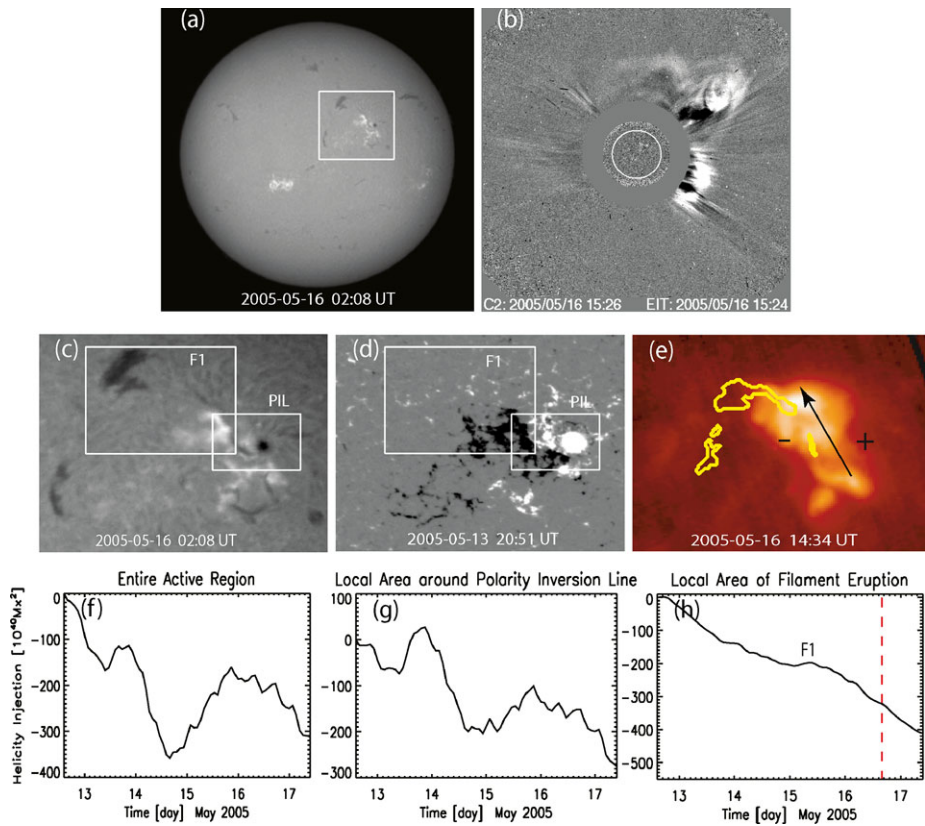 (a)
2005-05-16 02:08 UT
(b)
C2: 2005/05/16 15:26 EIT: 2005/05/16 15:24
(c)
F1
PIL
2005-05-16 02:08 UT
(d)
F1
PIL
2005-05-13 20:51 UT
(e)
- +
2005-05-16 14:34 UT
Entire Active Region
(f)
Helicity Injection [10⁴⁰Mx²]
0
-100
-200
-300
-400
13 14 15 16 17
Time [day] May 2005
Local Area around Polarity Inversion Line
(g)
100
0
-100
-200
-300
13 14 15 16 17
Time [day] May 2005
Local Area of Filament Eruption
(h)
F1
0
-100
-200
-300
-400
-500
13 14 15 16 17
Time [day] May 2005